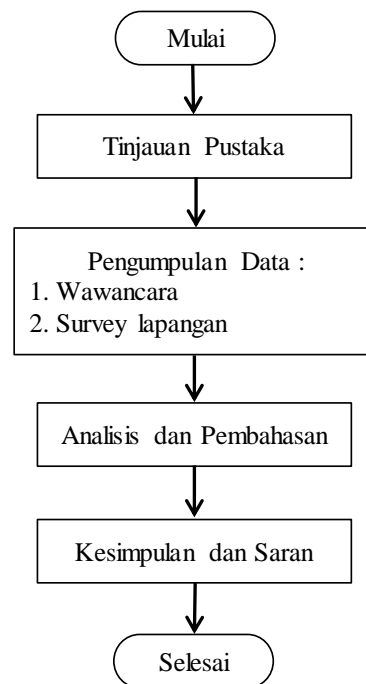 Mulai
Tinjauan Pustaka
Pengumpulan Data :
1. Wawancara
2. Survey lapangan
Analisis dan Pembahasan
Kesimpulan dan Saran
Selesai